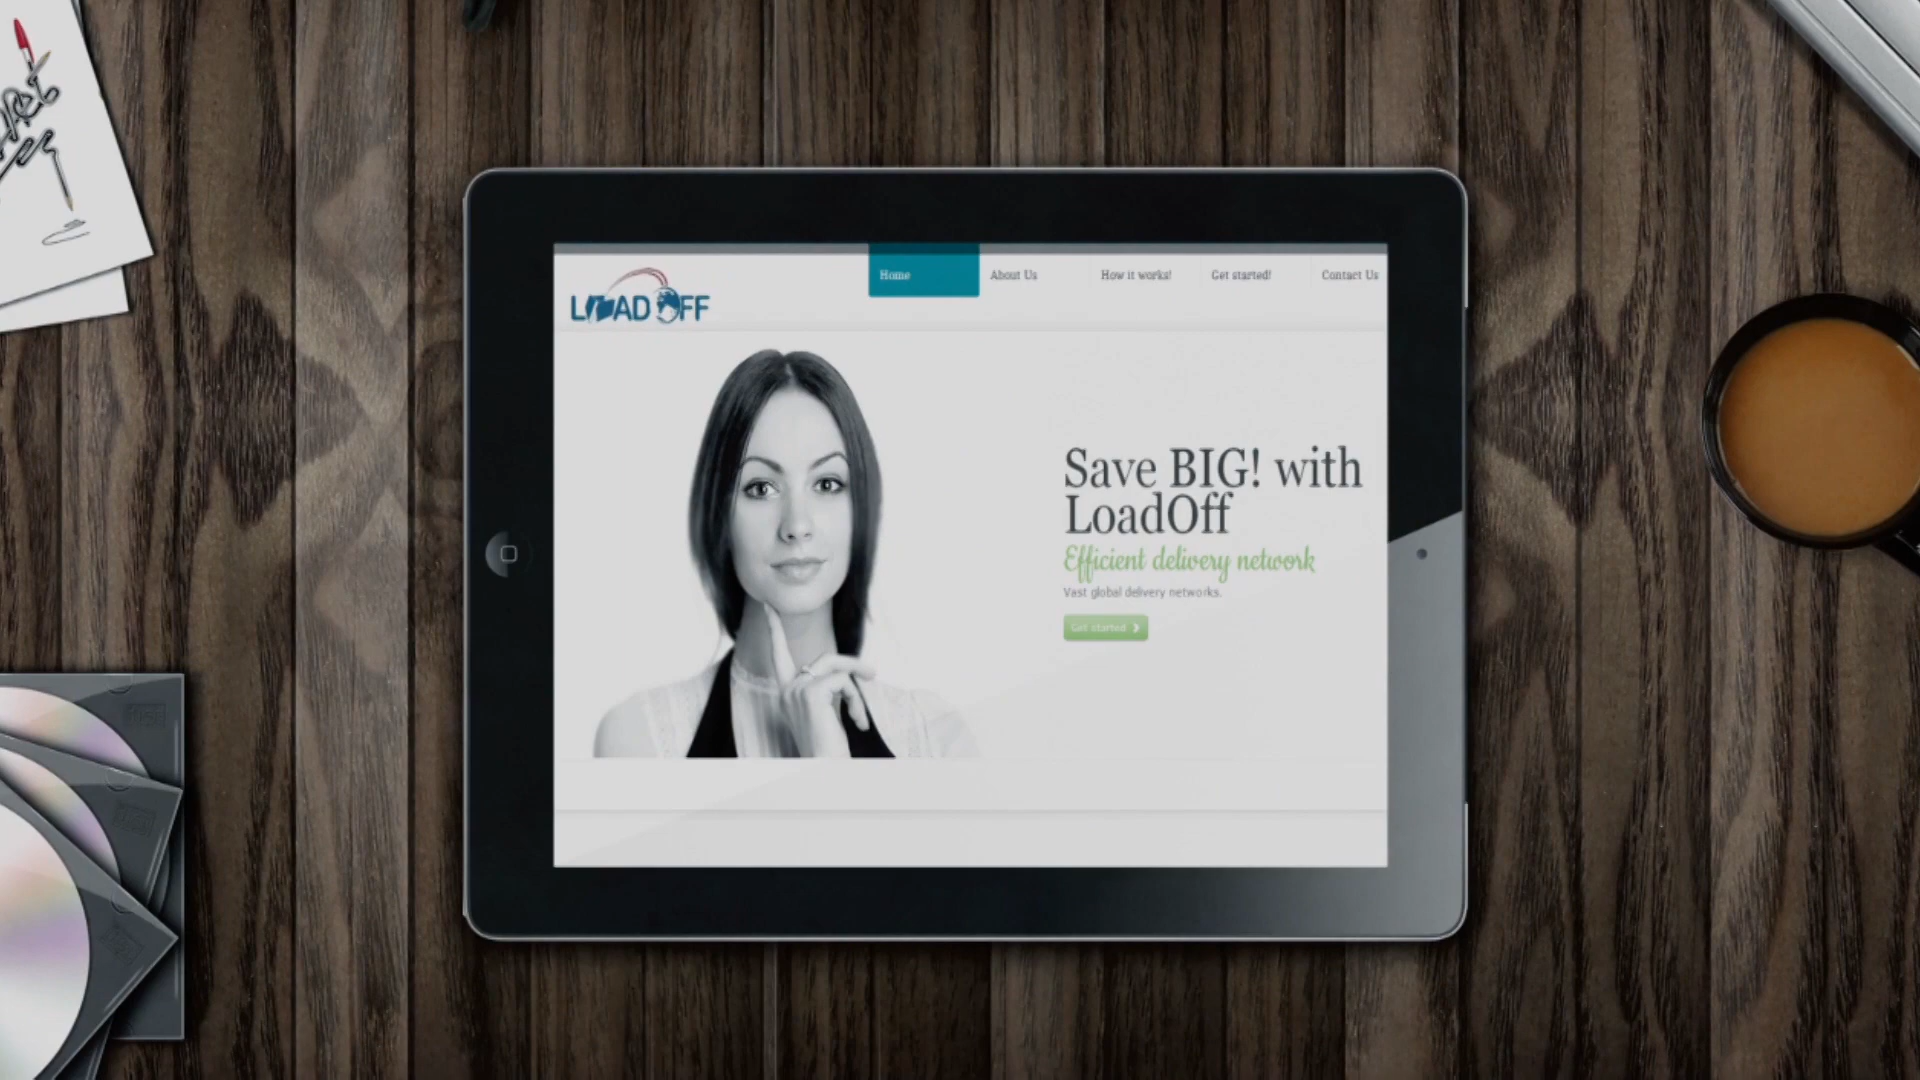 LOAD OFF
Home
About Us
How it works!
Get started!
Contact Us
Save BIG! with
LoadOff
Efficient delivery network
Vast global delivery networks.
Get started